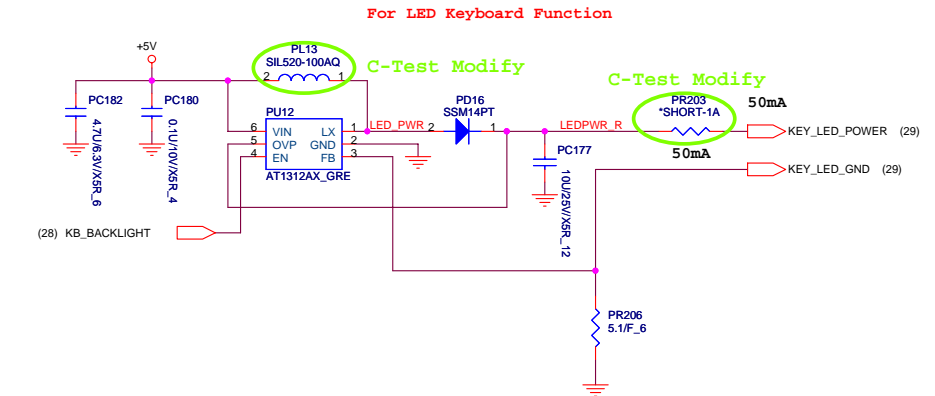 For LED Keyboard Function
+5V
PL13
SIL520-100AQ
2
1
C-Test Modify
C-Test Modify
PC182
4.7U/6.3V/X5R_6
PC180
0.1U/10V/X5R_4
PU12
6 VIN LX 1
5 OVP GND 2
4 EN FB 3
AT1312AX_GRE
LED_PWR
2
PD16
SSM14PT
1
LEDPWR_R
PR203
*SHORT-1A
50mA
50mA
KEY_LED_POWER (29)
PC177
10U/25V/X5R_12
KEY_LED_GND (29)
(28) KB_BACKLIGHT
PR206
5.1/F_6